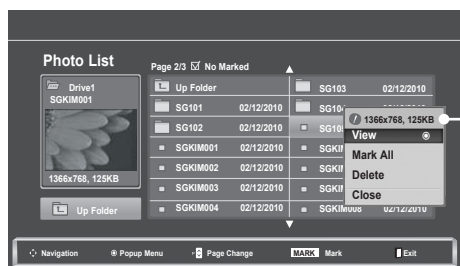 Photo List
Page 2/3 ☑ No Marked
Drive1
SGKIM001
1366x768, 125KB
Up Folder
Up Folder
SG101 02/12/2010
SG102 02/12/2010
SGKIM001 02/12/2010
SGKIM002 02/12/2010
SGKIM003 02/12/2010
SGKIM004 02/12/2010
SG103 02/12/2010
SGKIM008 02/12/2010
1366x768, 125KB
View
Mark All
Delete
Close
Navigation Popup Menu Page Change MARK Mark Exit